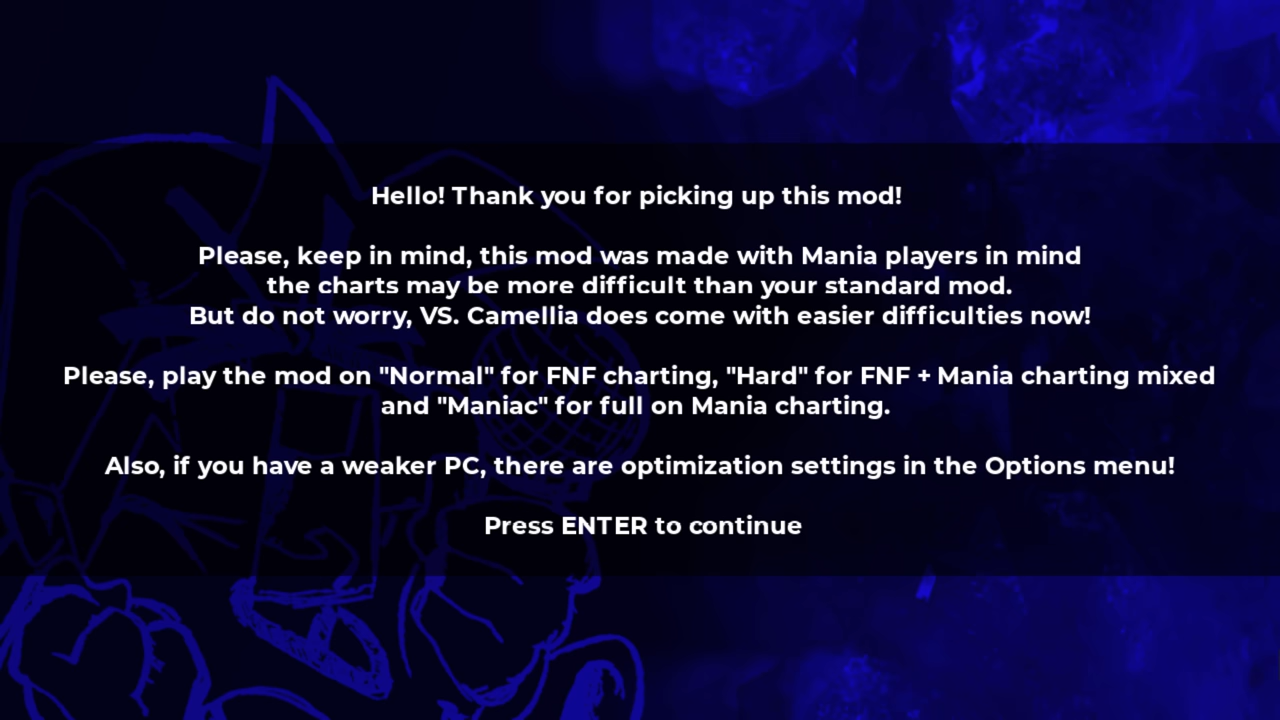 Hello! Thank you for picking up this mod!
Please, keep in mind, this mod was made with Mania players in mind
the charts may be more difficult than your standard mod.
But do not worry, VS. Camellia does come with easier difficulties now!
Please, play the mod on "Normal" for FNF charting, "Hard" for FNF + Mania charting mixed
and "Maniac" for full on Mania charting.
Also, if you have a weaker PC, there are optimization settings in the Options menu!
Press ENTER to continue